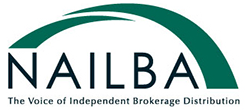 NAILBA
The Voice of Independent Brokerage Distribution